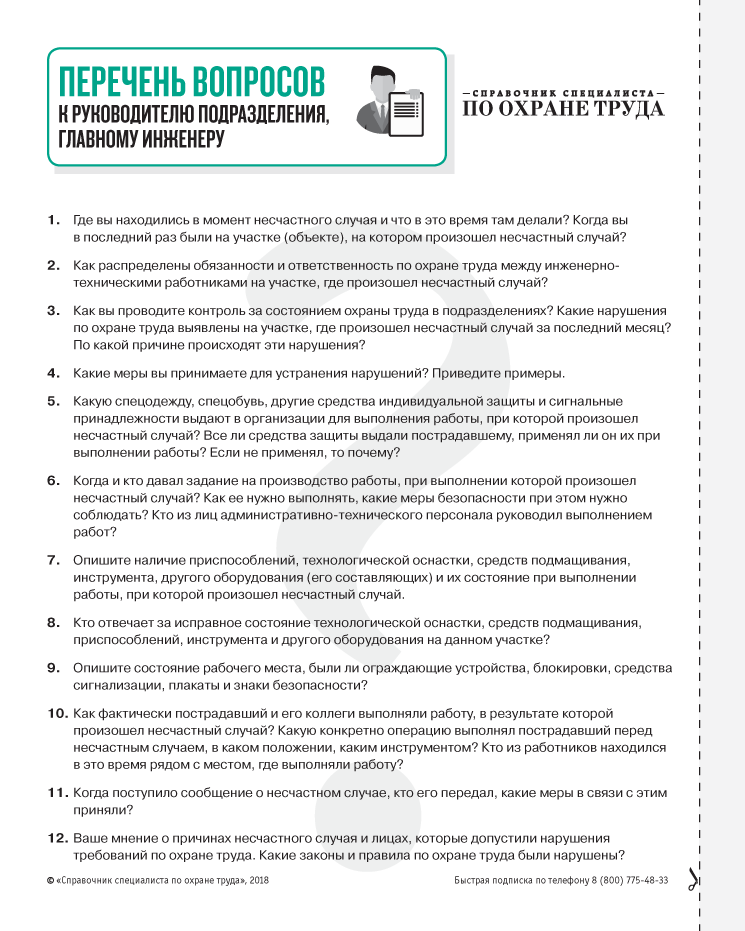 ПЕРЕЧЕНЬ ВОПРОСОВ
К РУКОВОДИТЕЛЮ ПОДРАЗДЕЛЕНИЯ,
ГЛАВНОМУ ИНЖЕНЕРУ
–СПРАВОЧНИК СПЕЦИАЛИСТА–
ПО ОХРАНЕ ТРУДА
1. Где вы находились в момент несчастного случая и что в это время там делали? Когда вы
в последний раз были на участке (объекте), на котором произошел несчастный случай?
2. Как распределены обязанности и ответственность по охране труда между инженерно-
техническими работниками на участке, где произошел несчастный случай?
3. Как вы проводите контроль за состоянием охраны труда в подразделениях? Какие нарушения
по охране труда выявлены на участке, где произошел несчастный случай за последний месяц?
По какой причине происходят эти нарушения?
4. Какие меры вы принимаете для устранения нарушений? Приведите примеры.
5. Какую спецодежду, спецобувь, другие средства индивидуальной защиты и сигнальные
принадлежности выдают в организации для выполнения работы, при которой произошел
несчастный случай? Все ли средства защиты выдали пострадавшему, применял ли он их при
выполнении работы? Если не применял, то почему?
6. Когда и кто давал задание на производство работы, при выполнении которой произошел
несчастный случай? Как ее нужно выполнять, какие меры безопасности при этом нужно
соблюдать? Кто из лиц административно-технического персонала руководил выполнением
работ?
7. Опишите наличие приспособлений, технологической оснастки, средств подмащивания,
инструмента, другого оборудования (его составляющих) и их состояние при выполнении
работы, при которой произошел несчастный случай.
8. Кто отвечает за исправное состояние технологической оснастки, средств подмащивания,
приспособлений, инструмента и другого оборудования на данном участке?
9. Опишите состояние рабочего места, были ли ограждающие устройства, блокировки, средства
сигнализации, плакаты и знаки безопасности?
10. Как фактически пострадавший и его коллеги выполняли работу, в результате которой
произошел несчастный случай? Какую конкретно операцию выполнял пострадавший перед
несчастным случаем, в каком положении, каким инструментом? Кто из работников находился
в это время рядом с местом, где выполняли работу?
11. Когда поступило сообщение о несчастном случае, кто его передал, какие меры в связи с этим
приняли?
12. Ваше мнение о причинах несчастного случая и лицах, которые допустили нарушения
требований по охране труда. Какие законы и правила по охране труда были нарушены?
© «Справочник специалиста по охране труда», 2018
Быстрая подписка по телефону 8 (800) 775-48-33